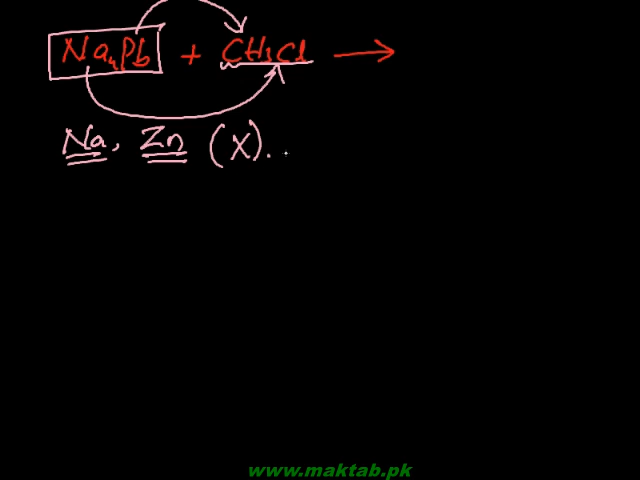 Na₄Pb + CH₃Cl →
Na, Zn (X).
www.maktab.pk